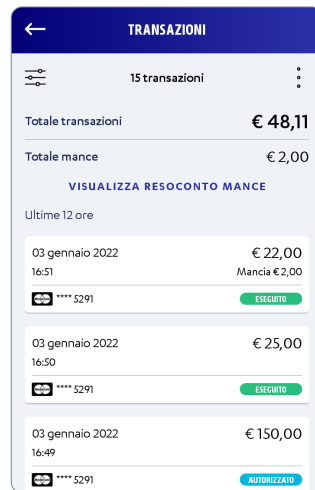 TRANSAZIONI
15 transazioni
Totale transazioni € 48,11
Totale mance € 2,00
VISUALIZZA RESOCONTO MANCE
Ultime 12 ore
03 gennaio 2022 € 22,00
16:51 Mancia € 2,00
**** 5291 ESEGUITO
03 gennaio 2022 € 25,00
16:50
**** 5291 ESEGUITO
03 gennaio 2022 € 150,00
16:49
**** 5291 AUTORIZZATO